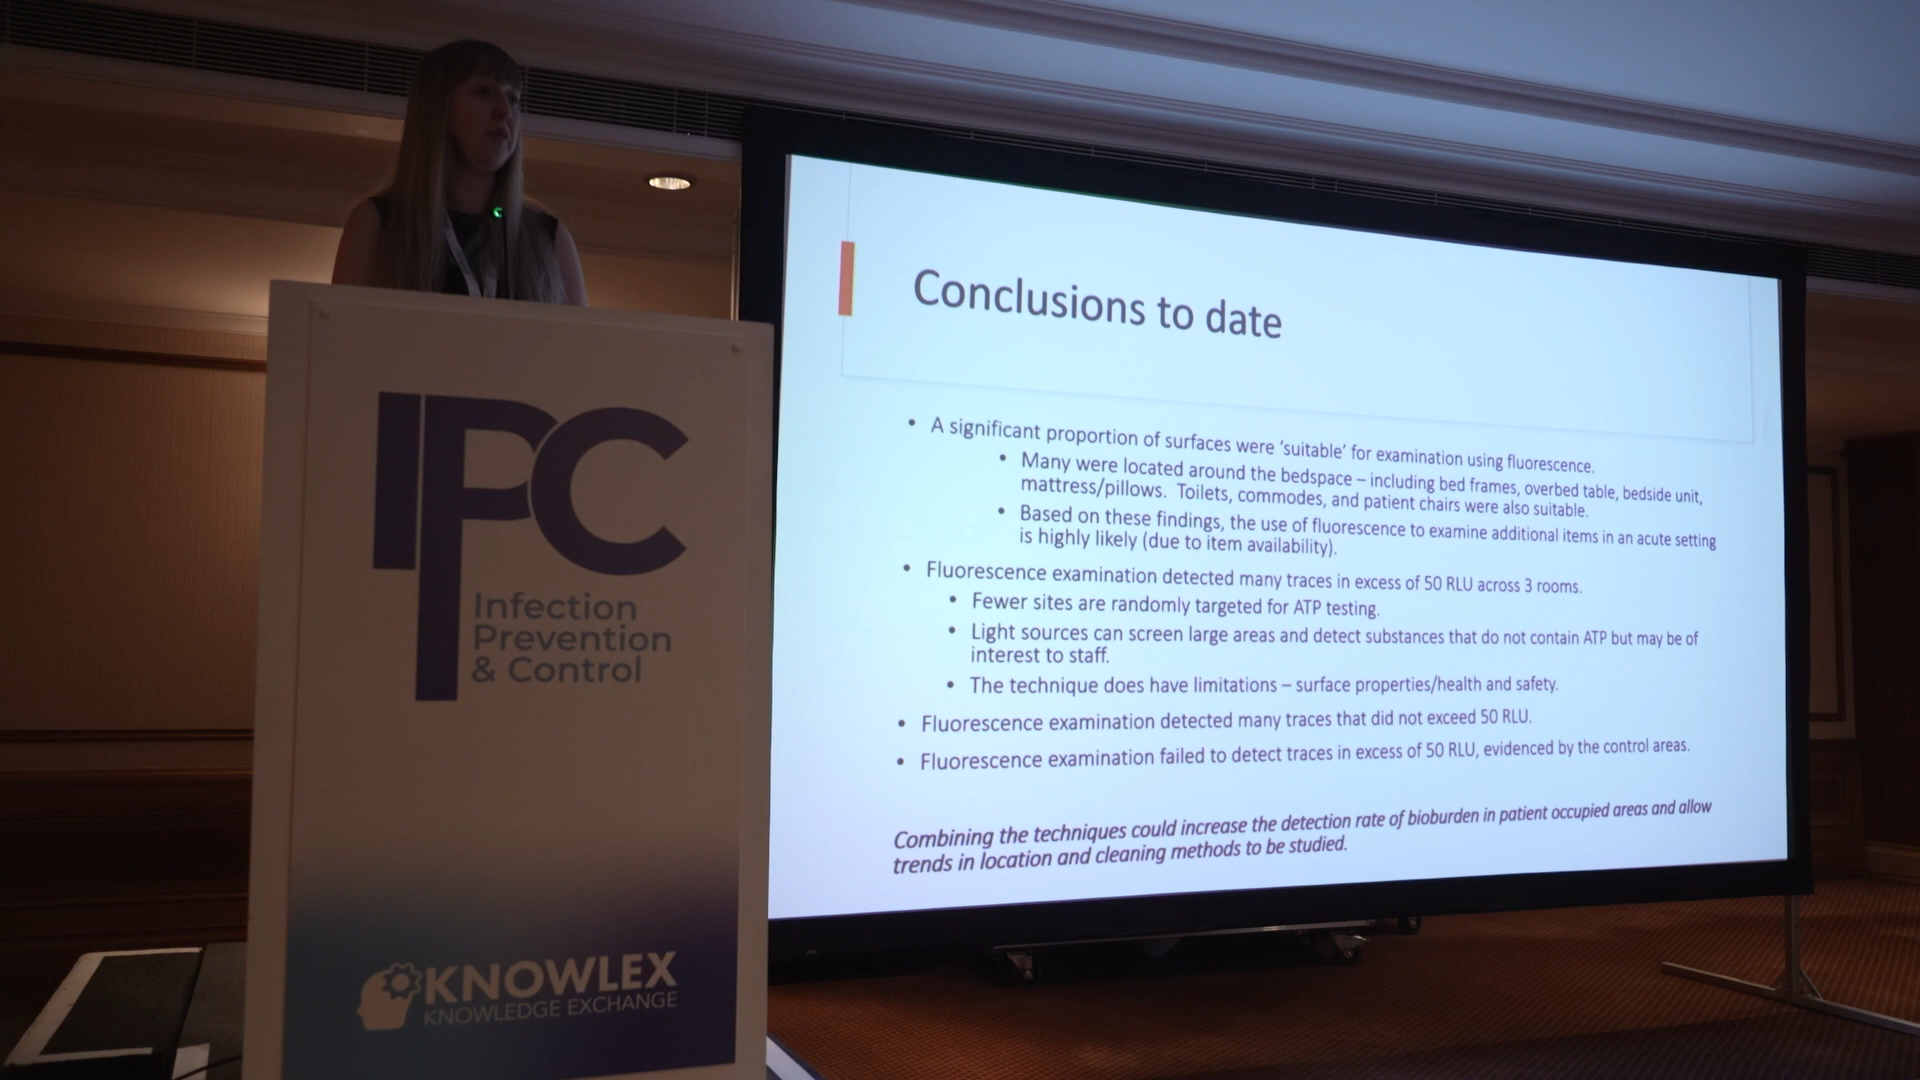 IPC
Infection
Prevention
& Control
KNOWLEX
KNOWLEDGE EXCHANGE
Conclusions to date
• A significant proportion of surfaces were ‘suitable’ for examination using fluorescence.
• Many were located around the bedspace – including bed frames, overbed table, bedside unit,
mattress/pillows. Toilets, commodes, and patient chairs were also suitable.
• Based on these findings, the use of fluorescence to examine additional items in an acute setting
is highly likely (due to item availability).
• Fluorescence examination detected many traces in excess of 50 RLU across 3 rooms.
• Fewer sites are randomly targeted for ATP testing.
• Light sources can screen large areas and detect substances that do not contain ATP but may be of
interest to staff.
• The technique does have limitations – surface properties/health and safety.
• Fluorescence examination detected many traces that did not exceed 50 RLU.
• Fluorescence examination failed to detect traces in excess of 50 RLU, evidenced by the control areas.
Combining the techniques could increase the detection rate of bioburden in patient occupied areas and allow
trends in location and cleaning methods to be studied.